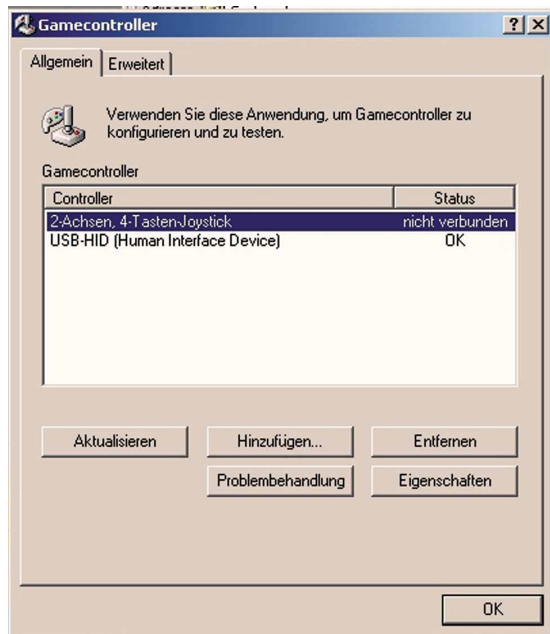 Gamecontroller
Allgemein Erweitert
Verwenden Sie diese Anwendung, um Gamecontroller zu
konfigurieren und zu testen.
Gamecontroller
Controller Status
2-Achsen, 4-Tasten-Joystick nicht verbunden
USB-HID (Human Interface Device) OK
Aktualisieren Hinzufügen... Entfernen
Problembehandlung Eigenschaften
OK